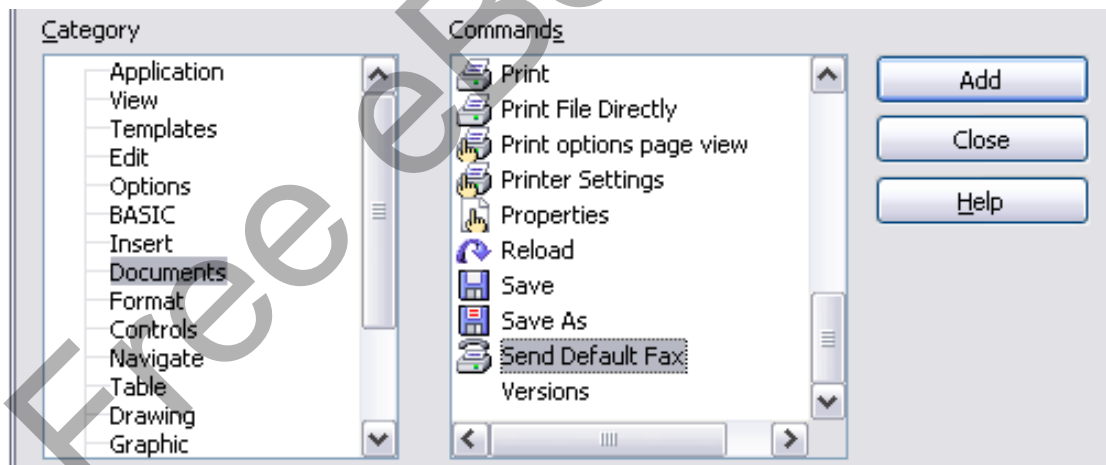 Category
Application
View
Templates
Edit
Options
BASIC
Insert
Documents
Format
Controls
Navigate
Table
Drawing
Graphic
Commands
Print
Print File Directly
Print options page view
Printer Settings
Properties
Reload
Save
Save As
Send Default Fax
Versions
Add
Close
Help
Free eB